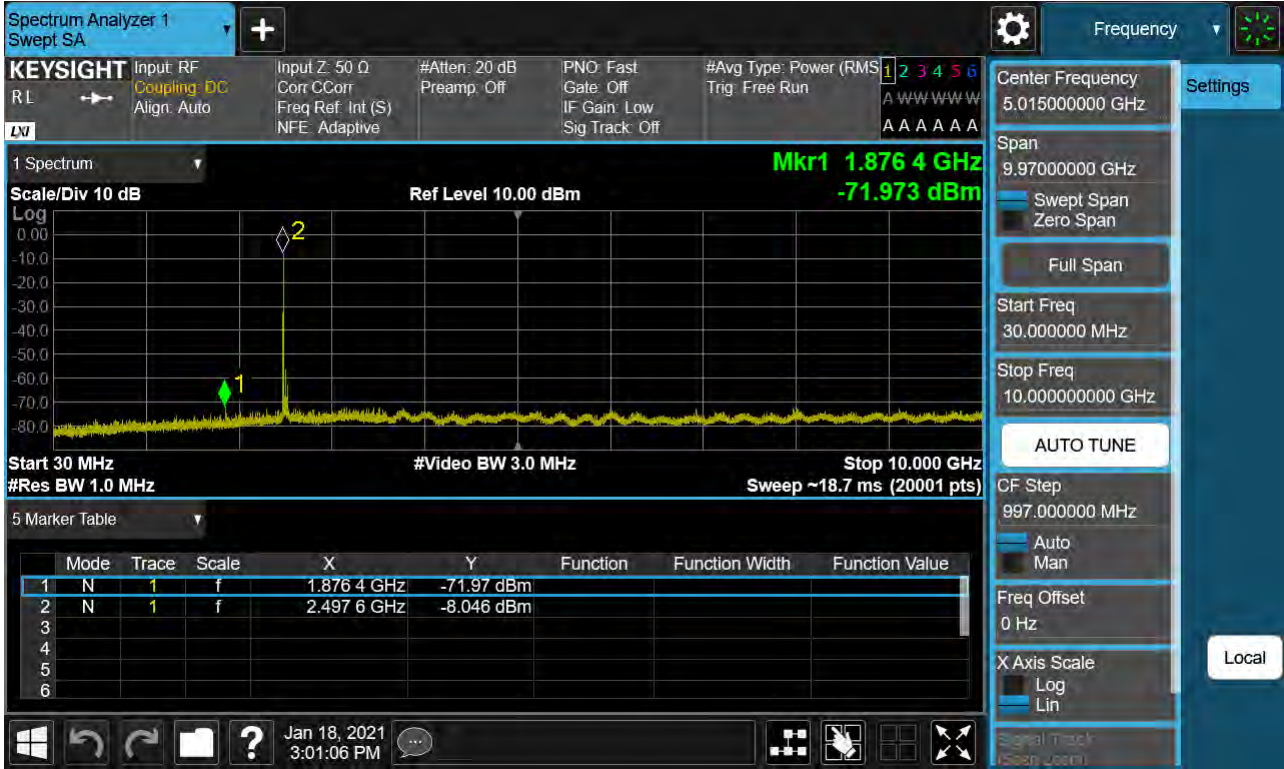 Spectrum Analyzer 1
Swept SA
+
Frequency
KEYSIGHT
RL
LXI
Input: RF
Coupling: DC
Align: Auto
Input Z: 50 Ω
Corr CCorr
Freq Ref: Int (S)
NFE: Adaptive
#Atten: 20 dB
Preamp: Off
PNO: Fast
Gate: Off
IF Gain: Low
Sig Track: Off
#Avg Type: Power (RMS
Trig: Free Run
1 2 3 4 5 6
A W W W W W
A A A A A A
1 Spectrum
Scale/Div 10 dB
Ref Level 10.00 dBm
Mkr1 1.876 4 GHz
-71.973 dBm
Log
0.00
-10.0
-20.0
-30.0
-40.0
-50.0
-60.0
-70.0
-80.0
2
1
Start 30 MHz
#Video BW 3.0 MHz
Stop 10.000 GHz
#Res BW 1.0 MHz
Sweep ~18.7 ms (20001 pts)
5 Marker Table
Mode Trace Scale X Y Function Function Width Function Value
1 N 1 f 1.876 4 GHz -71.97 dBm
2 N 1 f 2.497 6 GHz -8.046 dBm
3
4
5
6
Jan 18, 2021
3:01:06 PM
?
Center Frequency
5.015000000 GHz
Span
9.97000000 GHz
Swept Span
Zero Span
Full Span
Start Freq
30.000000 MHz
Stop Freq
10.000000000 GHz
AUTO TUNE
CF Step
997.000000 MHz
Auto
Man
Freq Offset
0 Hz
X Axis Scale
Log
Lin
Signal Track
(Span Zoom)
Settings
Local